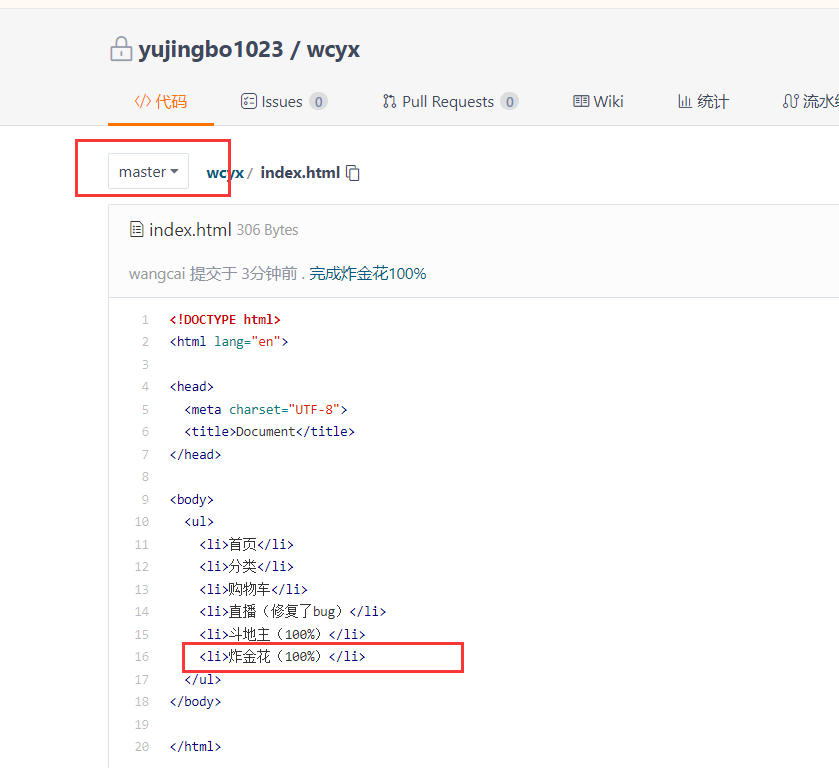 yujingbo1023 / wcyx
代码 Issues 0 Pull Requests 0 Wiki 统计 流水
master wcyx / index.html
index.html 306 Bytes
wangcai 提交于 3分钟前 . 完成炸金花100%
1 <!DOCTYPE html>
2 <html lang="en">
3
4 <head>
5 <meta charset="UTF-8">
6 <title>Document</title>
7 </head>
8
9 <body>
10 <ul>
11 <li>首页</li>
12 <li>分类</li>
13 <li>购物车</li>
14 <li>直播（修复了bug）</li>
15 <li>斗地主（100%）</li>
16 <li>炸金花（100%）</li>
17 </ul>
18 </body>
19
20 </html>